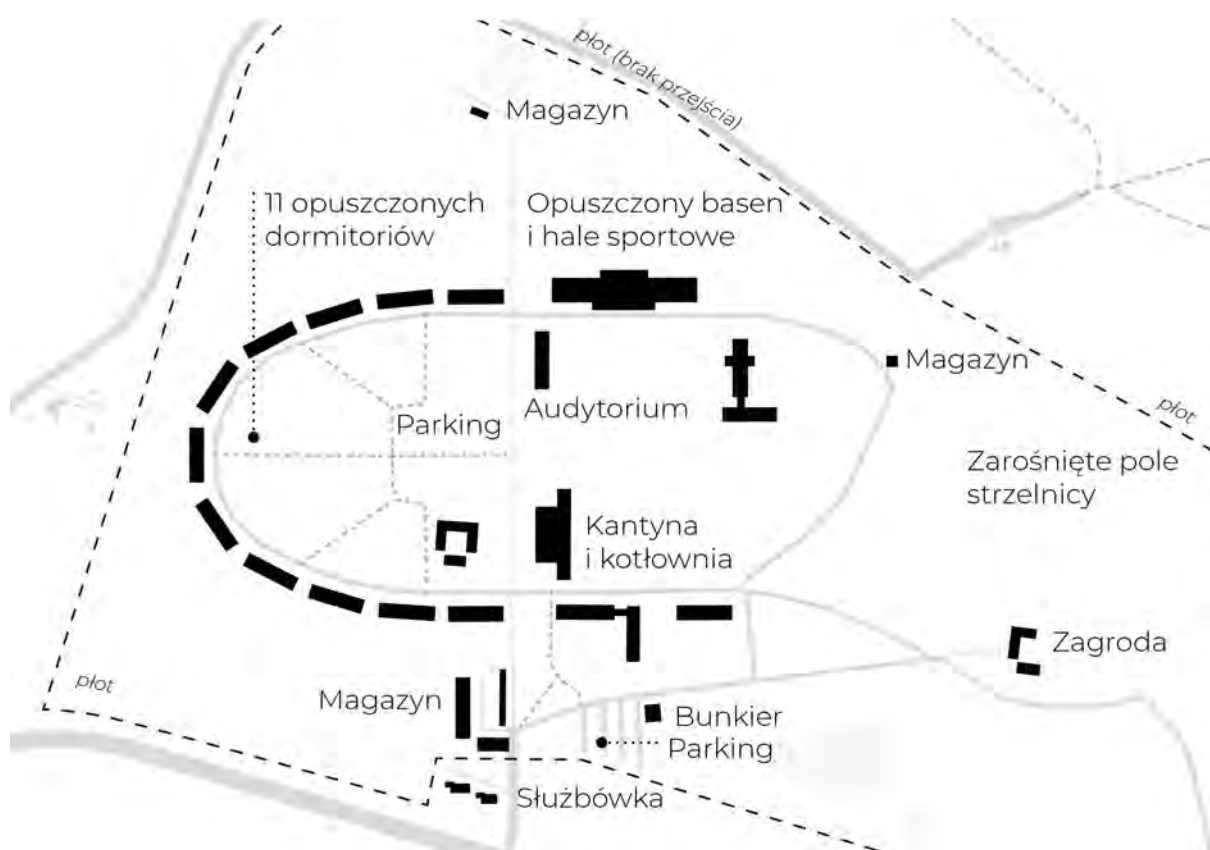 płot (brak przejścia)
Magazyn
11 opuszczonych
dormitoriów
Opuszczony basen
i hale sportowe
Magazyn
Audytorium
Parking
płot
Zarośnięte pole
strzelnicy
Kantyna
i kotłownia
Zagroda
płot
Magazyn
Bunkier
Parking
Służbówka